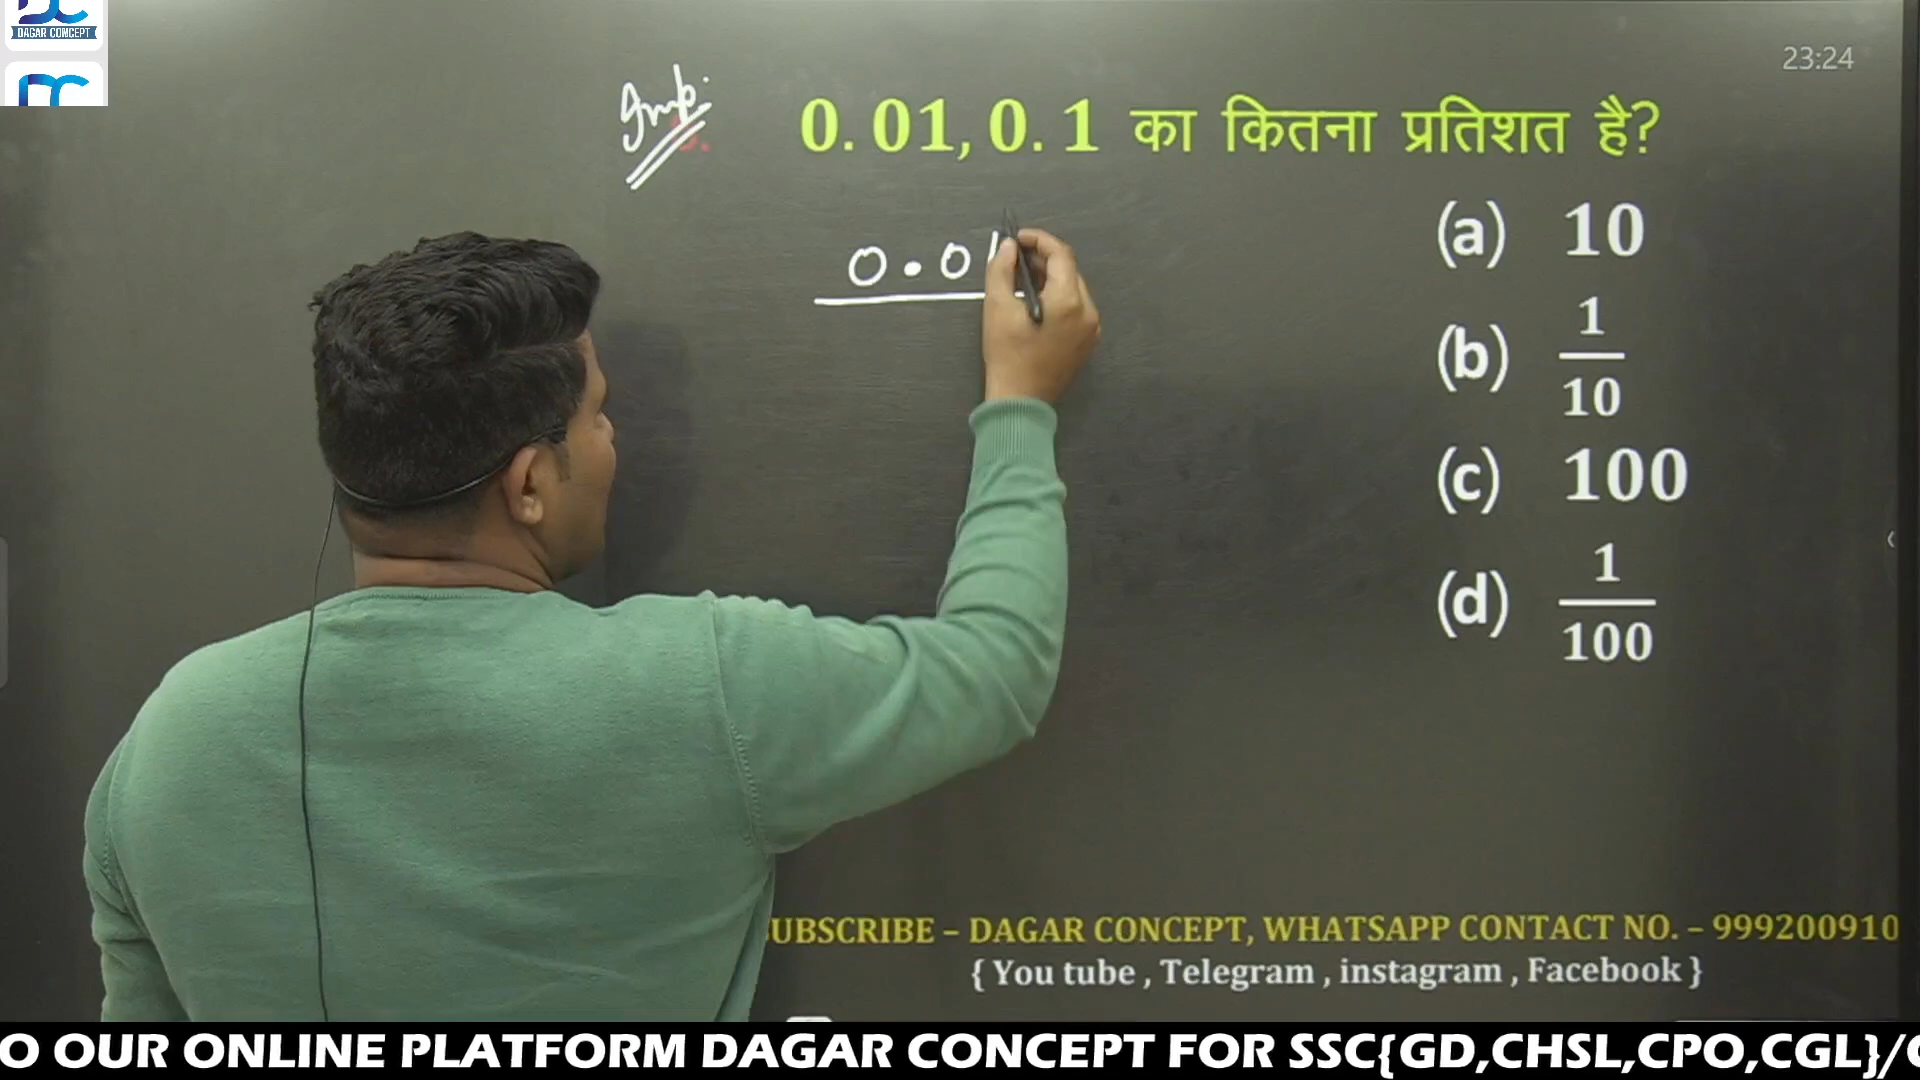 DAGAR CONCEPT
23:24
Imp.
0.01, 0.1 का कितना प्रतिशत है?
0.01
(a) 10
(b) 1/10
(c) 100
(d) 1/100
UBSCRIBE – DAGAR CONCEPT, WHATSAPP CONTACT NO. – 999200910
{ You tube , Telegram , instagram , Facebook }
O OUR ONLINE PLATFORM DAGAR CONCEPT FOR SSC{GD,CHSL,CPO,CGL}/